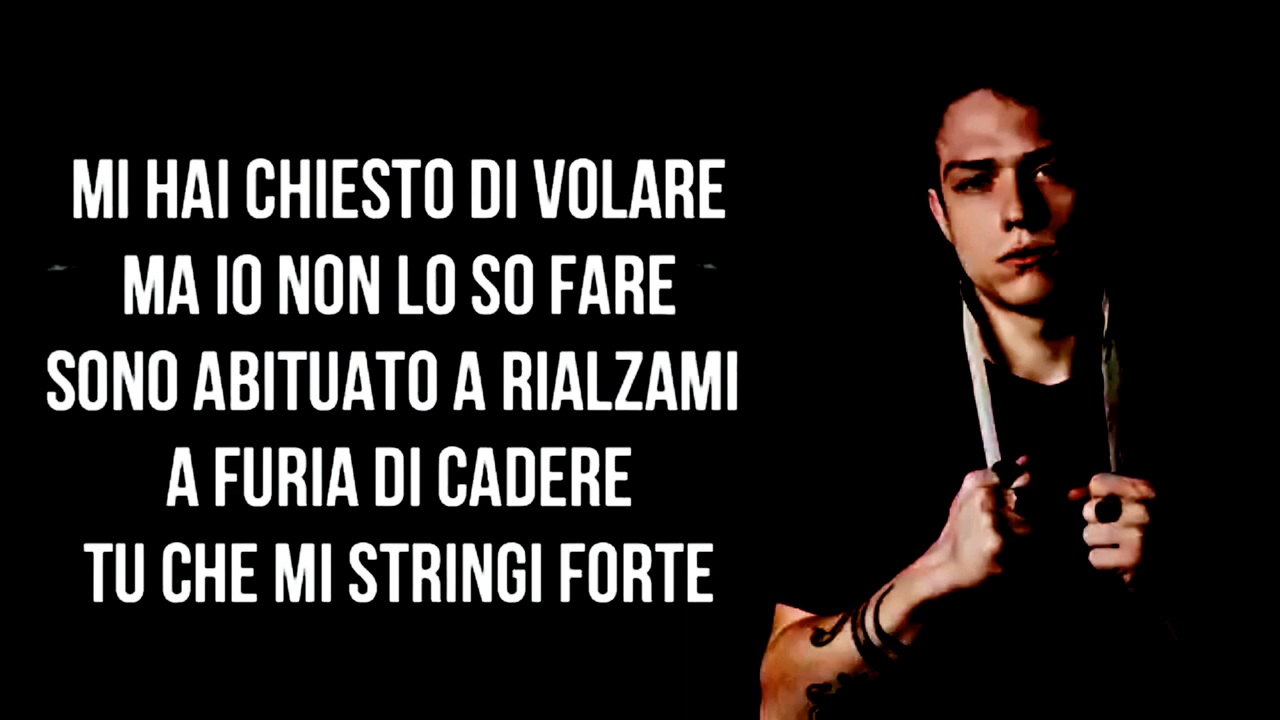 MI HAI CHIESTO DI VOLARE
MA IO NON LO SO FARE
SONO ABITUATO A RIALZAMI
A FURIA DI CADERE
TU CHE MI STRINGI FORTE